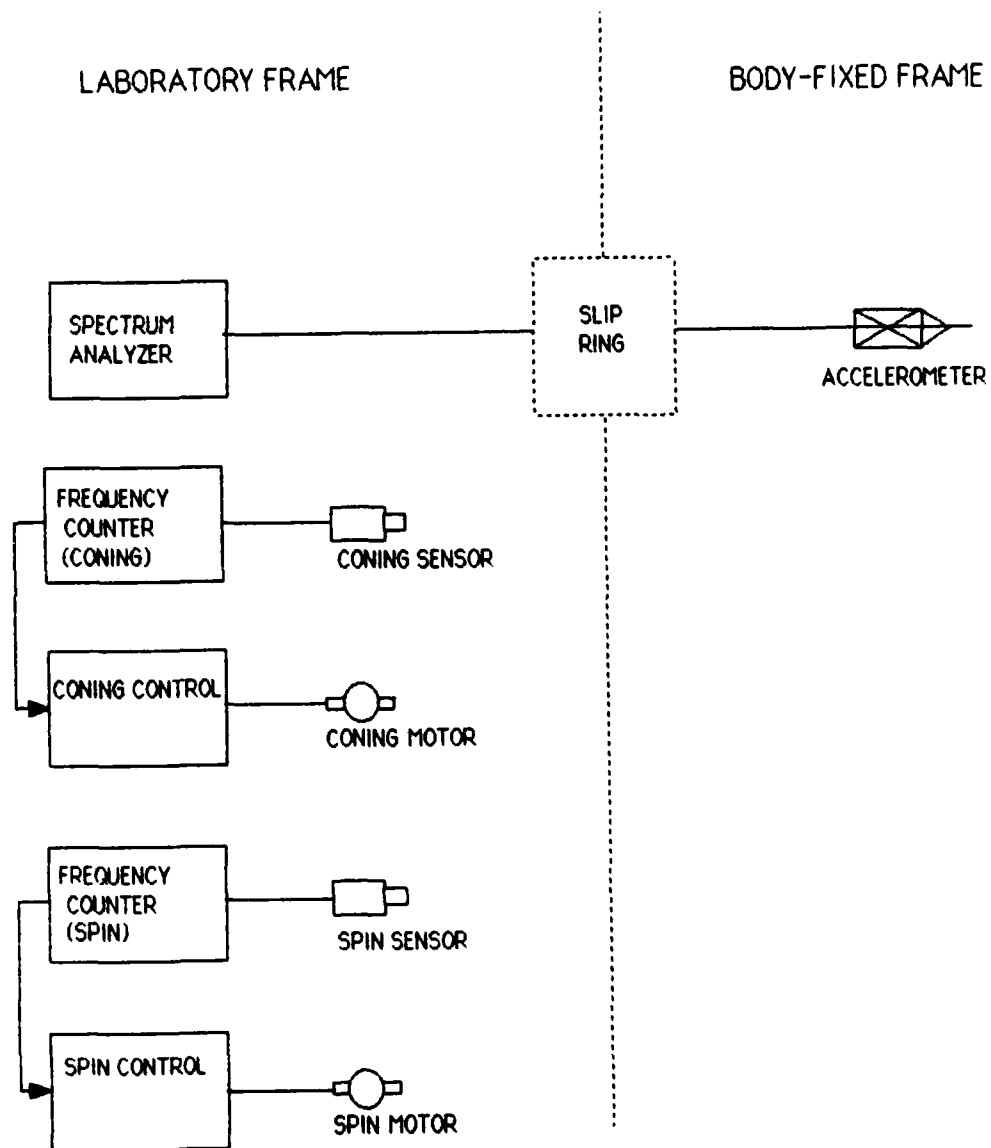 LABORATORY FRAME
BODY-FIXED FRAME
SPECTRUM
ANALYZER
SLIP
RING
ACCELEROMETER
FREQUENCY
COUNTER
(CONING)
CONING SENSOR
CONING CONTROL
CONING MOTOR
FREQUENCY
COUNTER
(SPIN)
SPIN SENSOR
SPIN CONTROL
SPIN MOTOR